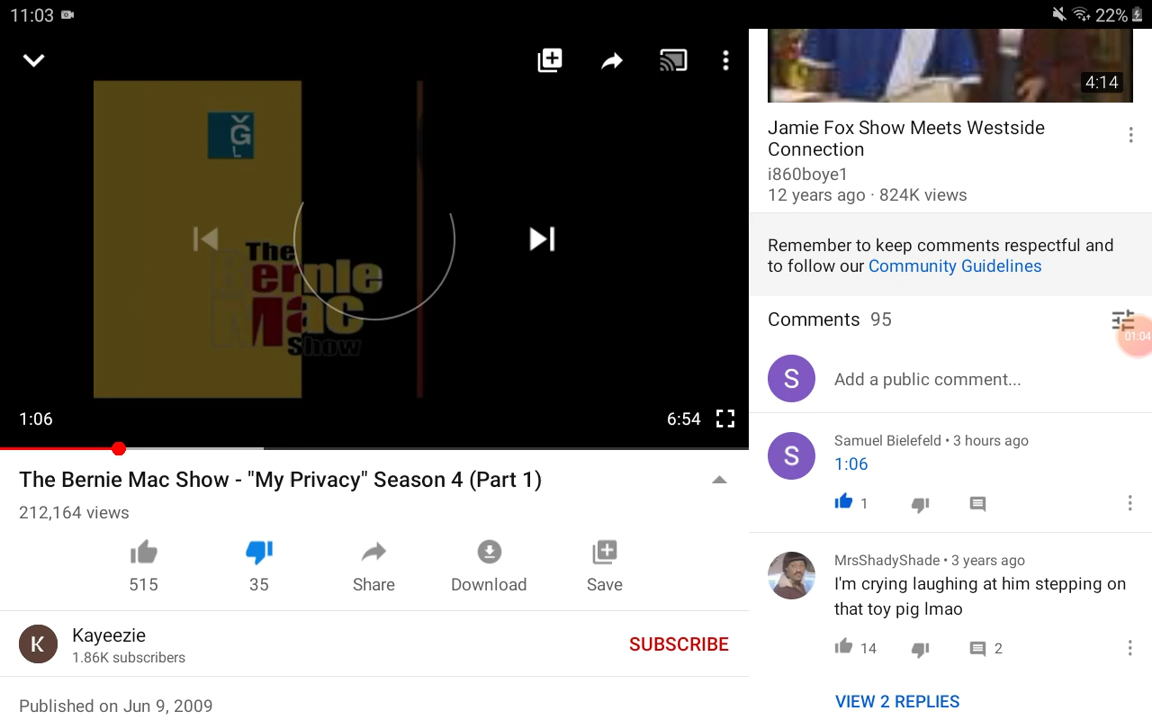 11:03
22%
The
Bernie
Mac
Show
1:06
6:54
The Bernie Mac Show - "My Privacy" Season 4 (Part 1)
212,164 views
515
35
Share
Download
Save
K
Kayeezie
1.86K subscribers
SUBSCRIBE
Published on Jun 9, 2009
4:14
Jamie Fox Show Meets Westside
Connection
i860boye1
12 years ago · 824K views
Remember to keep comments respectful and
to follow our Community Guidelines
Comments 95
01:04
S
Add a public comment...
S
Samuel Bielefeld • 3 hours ago
1:06
1
MrsShadyShade • 3 years ago
I'm crying laughing at him stepping on
that toy pig lmao
14
2
VIEW 2 REPLIES